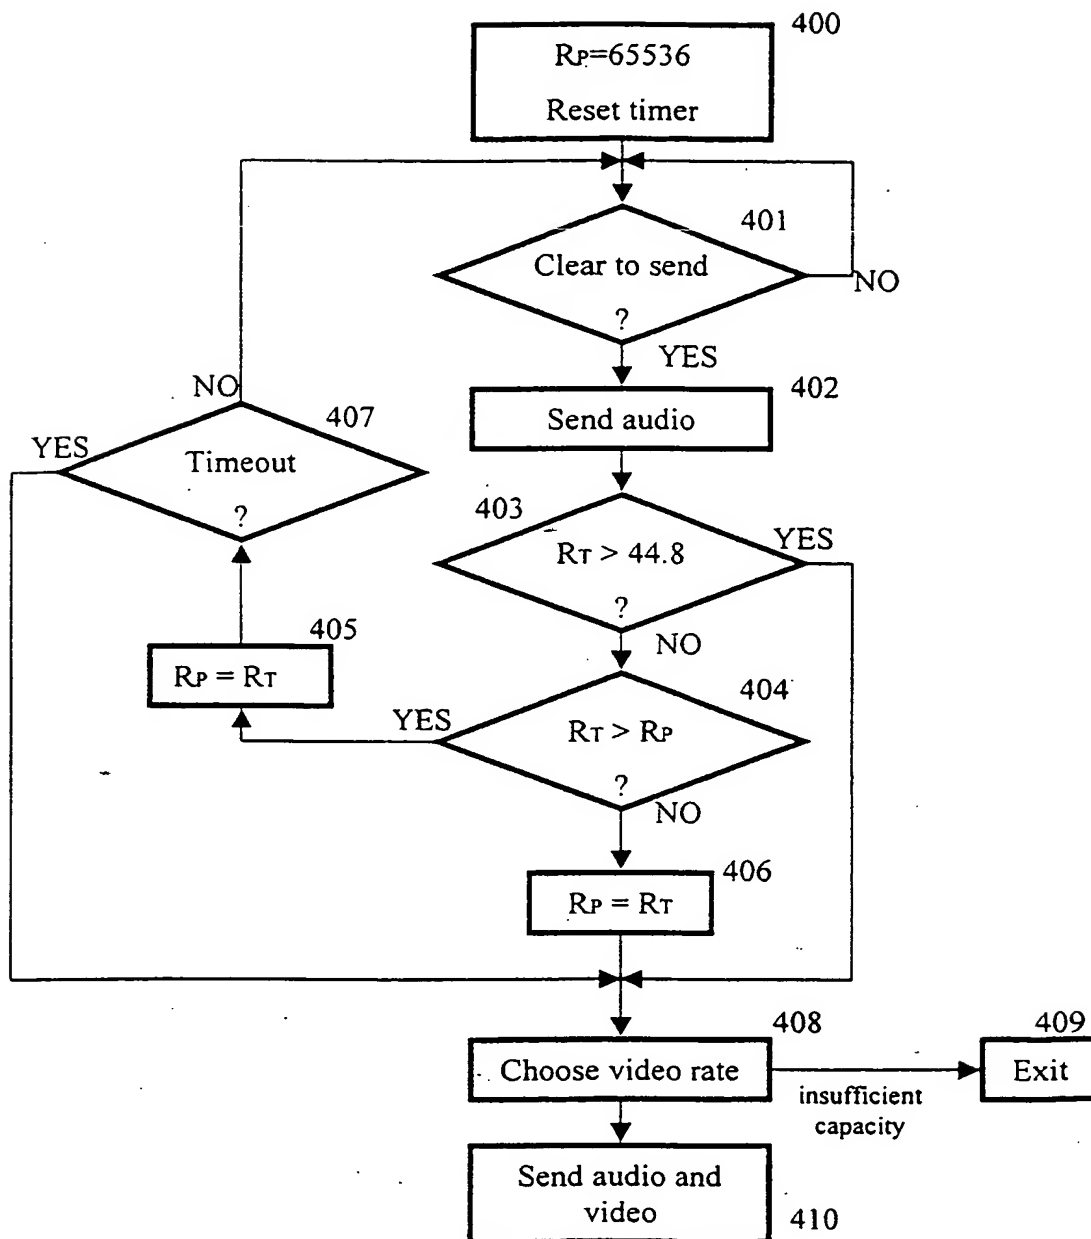 400
RP=65536
Reset timer
401
Clear to send
?
NO
YES
402
Send audio
NO
407
YES
Timeout
?
403
RT > 44.8
?
YES
NO
405
RP = RT
404
YES
RT > RP
?
NO
406
RP = RT
408
Choose video rate
409
Exit
insufficient
capacity
Send audio and
video
410